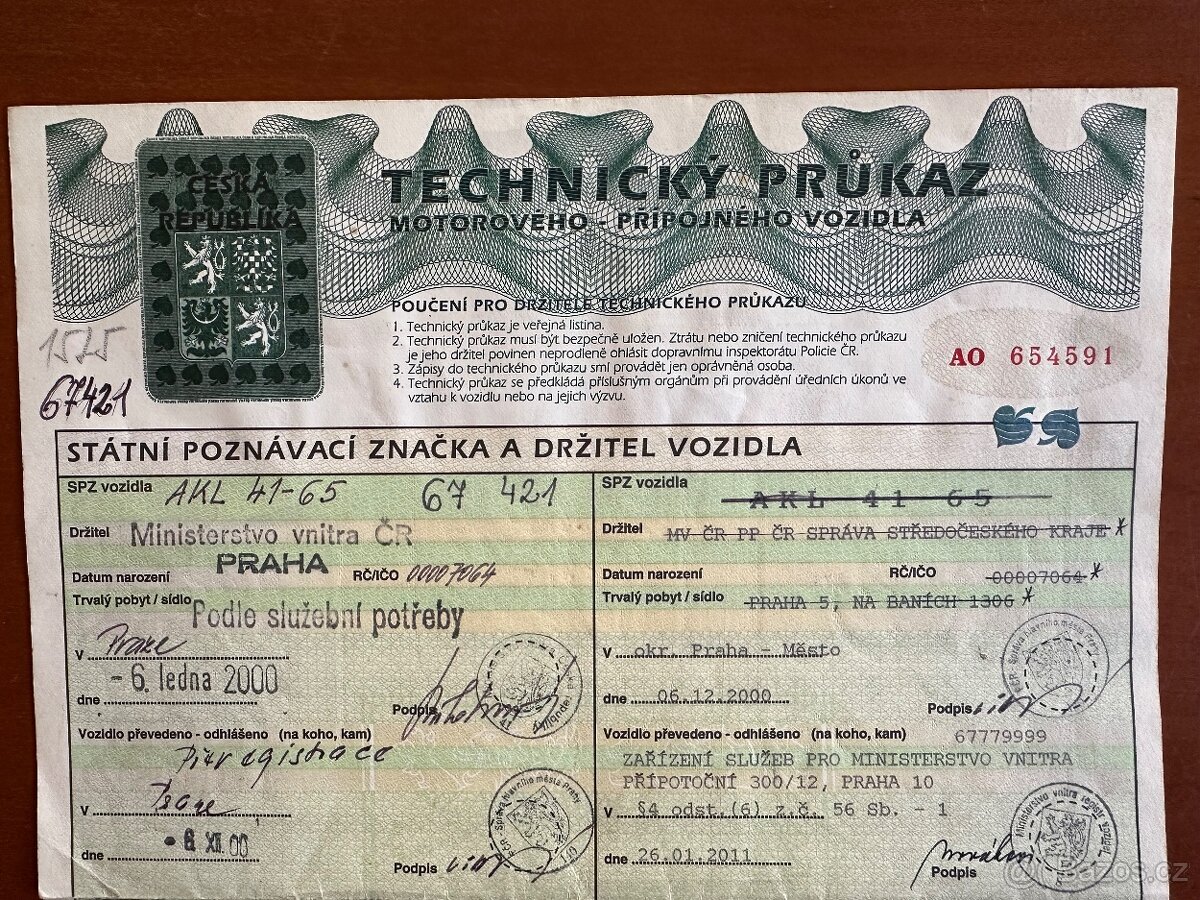 ČESKÁ
REPUBLIKA
TECHNICKÝ PRŮKAZ
MOTOROVÉHO - PŘÍPOJNÉHO VOZIDLA
POUČENÍ PRO DRŽITELE TECHNICKÉHO PRŮKAZU
1. Technický průkaz je veřejná listina.
2. Technický průkaz musí být bezpečně uložen. Ztrátu nebo zničení technického průkazu
je jeho držitel povinen neprodleně ohlásit dopravnímu inspektorátu Policie ČR.
3. Zápisy do technického průkazu smí provádět jen oprávněná osoba.
4. Technický průkaz se předkládá příslušným orgánům při provádění úředních úkonů ve
vztahu k vozidlu nebo na jejich výzvu.
AO 654591
1515
67421
STÁTNÍ POZNÁVACÍ ZNAČKA A DRŽITEL VOZIDLA
SPZ vozidla AKL 41-65 67 421
Držitel Ministerstvo vnitra ČR
PRAHA
Datum narození RČ/IČO 00007064
Trvalý pobyt / sídlo Podle služební potřeby
v Praze
dne - 6. ledna 2000
Podpis
Vozidlo převedeno - odhlášeno (na koho, kam)
Přeregistrace
v Praze
dne - 6 XII. 00
Podpis
SPZ vozidla AKL 41 65
Držitel MV ČR PP ČR SPRÁVA STŘEDOČESKÉHO KRAJE *
Datum narození RČ/IČO 00007064 *
Trvalý pobyt / sídlo PRAHA 5, NA BANÍCH 1306 *
v okr. Praha - Město
dne 06.12.2000
Podpis
Vozidlo převedeno - odhlášeno (na koho, kam) 67779999
ZAŘÍZENÍ SLUŽEB PRO MINISTERSTVO VNITRA
PŘÍPOTOČNÍ 300/12, PRAHA 10
v §4 odst.(6) z.č. 56 Sb. - 1
dne 26.01.2011
Podpis
Bazos.cz